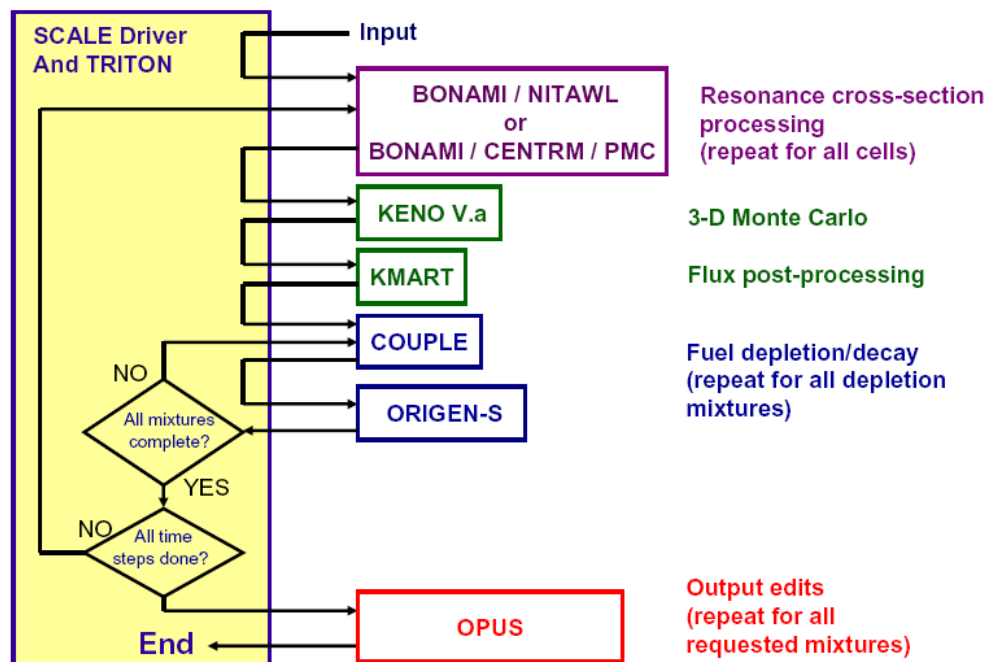 SCALE Driver
And TRITON
Input
BONAMI / NITAWL
or
BONAMI / CENTRM / PMC
Resonance cross-section
processing
(repeat for all cells)
KENO V.a
3-D Monte Carlo
KMART
Flux post-processing
COUPLE
Fuel depletion/decay
(repeat for all depletion
mixtures)
NO
ORIGEN-S
All mixtures
complete?
YES
NO
All time
steps done?
Output edits
(repeat for all
requested mixtures)
OPUS
End